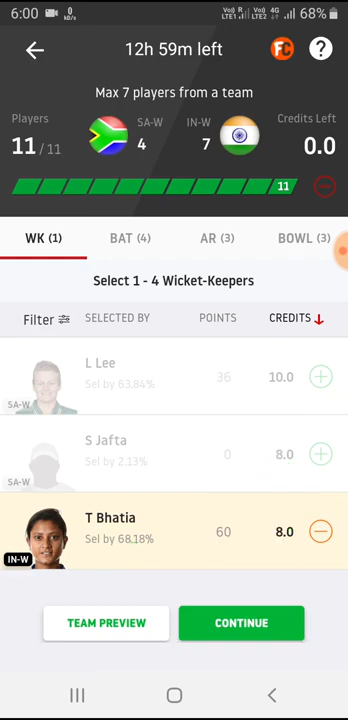 6:00 0 KB/s Vo) R Vo) 4G LTE1 LTE2 68%
12h 59m left FC ?
Max 7 players from a team
Players SA-W IN-W Credits Left
11 / 11 4 7 0.0
11
WK (1) BAT (4) AR (3) BOWL (3)
Select 1 - 4 Wicket-Keepers
Filter SELECTED BY POINTS CREDITS
L Lee
Sel by 63.84% 36 10.0
SA-W
S Jafta
Sel by 2.13% 0 8.0
SA-W
T Bhatia
Sel by 68.18% 60 8.0
IN-W
TEAM PREVIEW CONTINUE